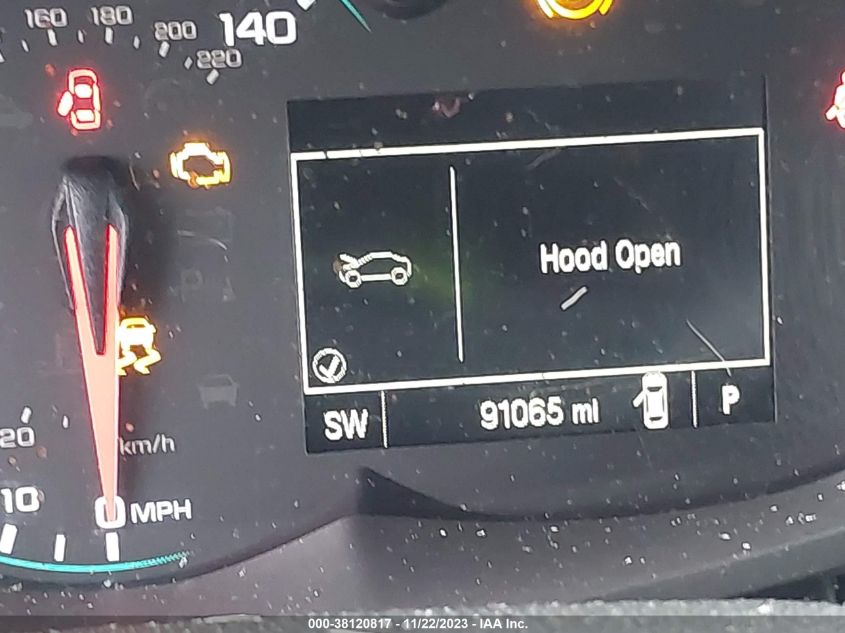 160 180 200 220
140
Hood Open
SW 91065 mi P
20
km/h
10
0 MPH
000-38120817 - 11/22/2023 - IAA Inc.